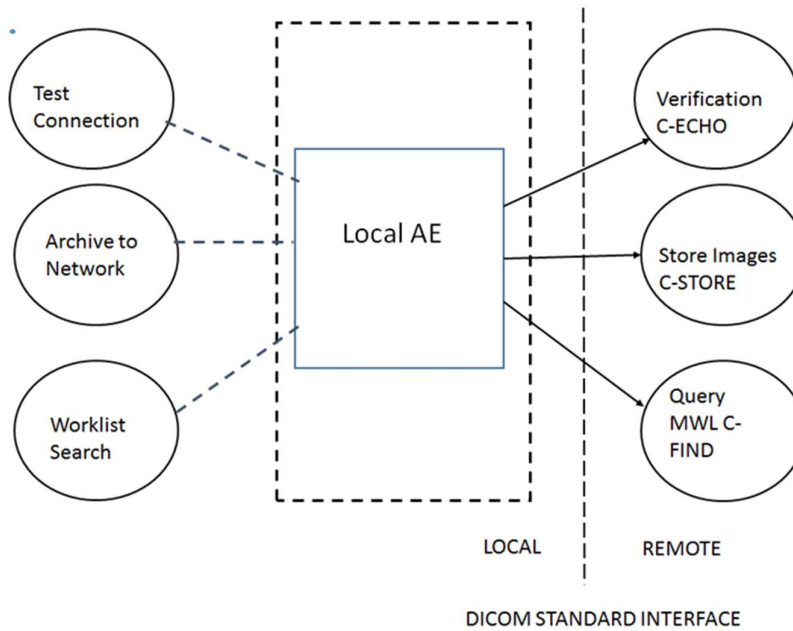 Test
Connection
Verification
C-ECHO
Local AE
Archive to
Network
Store Images
C-STORE
Worklist
Search
Query
MWL C-
FIND
LOCAL
REMOTE
DICOM STANDARD INTERFACE